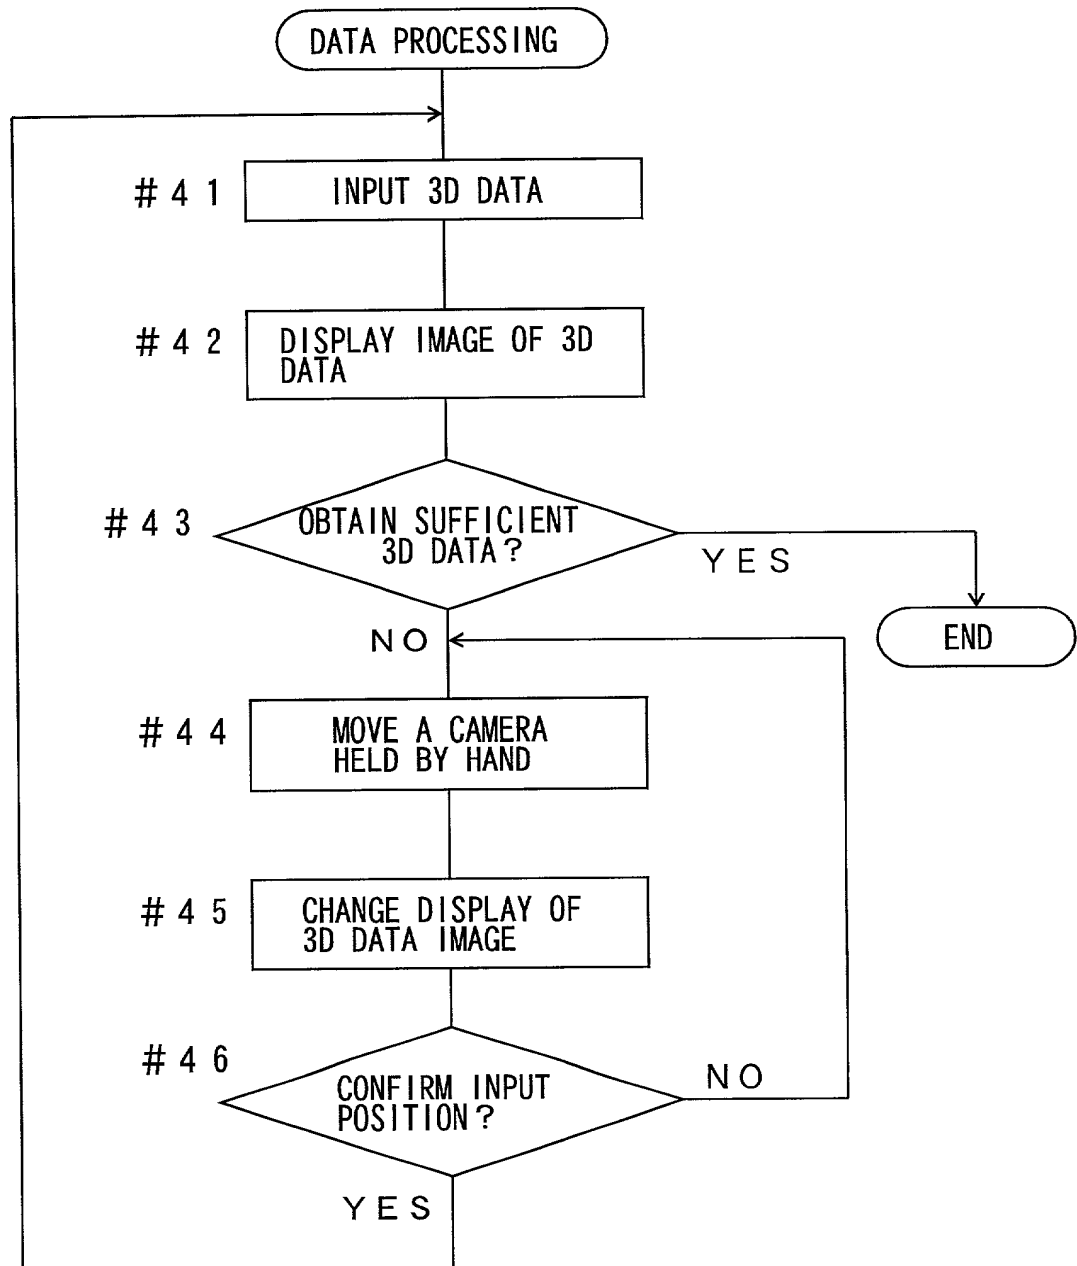 DATA PROCESSING
#41
INPUT 3D DATA
#42
DISPLAY IMAGE OF 3D
DATA
#43
OBTAIN SUFFICIENT
3D DATA?
YES
NO
END
#44
MOVE A CAMERA
HELD BY HAND
#45
CHANGE DISPLAY OF
3D DATA IMAGE
#46
CONFIRM INPUT
POSITION?
NO
YES